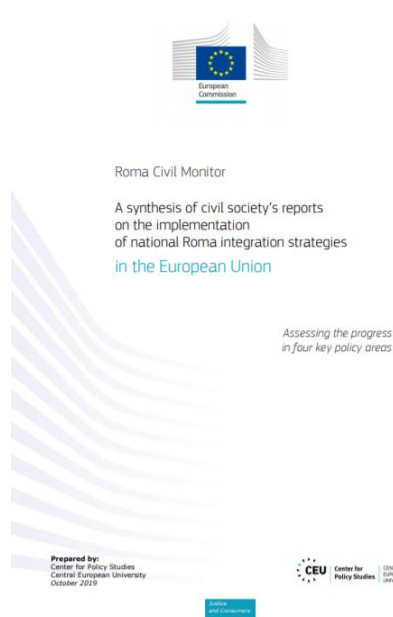 European
Commission
Roma Civil Monitor
A synthesis of civil society's reports
on the implementation
of national Roma integration strategies
in the European Union
Assessing the progress
in four key policy areas
Prepared by:
Center for Policy Studies
Central European University
October 2019
CEU
Center for
Policy Studies
Justice
and Consumers